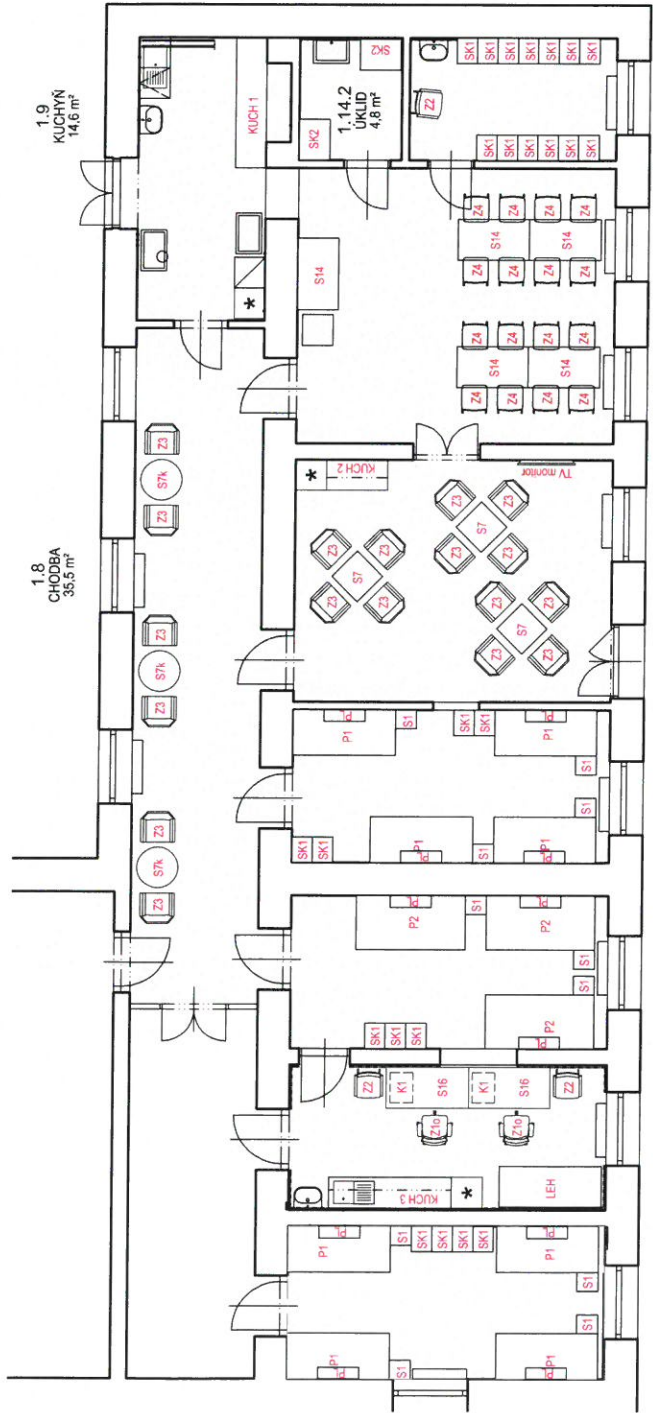 1.9
KUCHYŇ
14,6 m²
KUCH 1
*
1.14.2
ÚKLID
4,8 m²
SK2
SK2
Z2
SK1
SK1
SK1
SK1
SK1
SK1
SK1
SK1
SK1
SK1
SK1
SK1
S14
Z4
Z4
Z4
Z4
S14
S14
Z4
Z4
Z4
Z4
Z4
Z4
Z4
Z4
S14
S14
Z4
Z4
Z4
Z4
1.8
CHODBA
35,5 m²
Z3
S7k
Z3
Z3
S7k
Z3
Z3
S7k
Z3
*
KUCH 2
TV monitor
Z3
Z3
S7
Z3
Z3
Z3
Z3
S7
Z3
Z3
Z3
Z3
S7
Z3
Z3
P1
S1
SK1
SK1
P1
S1
S1
SK1
SK1
P1
S1
P1
P2
S1
P2
S1
S1
SK1
SK1
SK1
P2
Z2
K1
S16
K1
S16
Z2
Z1o
Z1o
KUCH 3
*
LEH
P1
S1
SK1
SK1
SK1
SK1
P1
S1
S1
P1
S1
P1